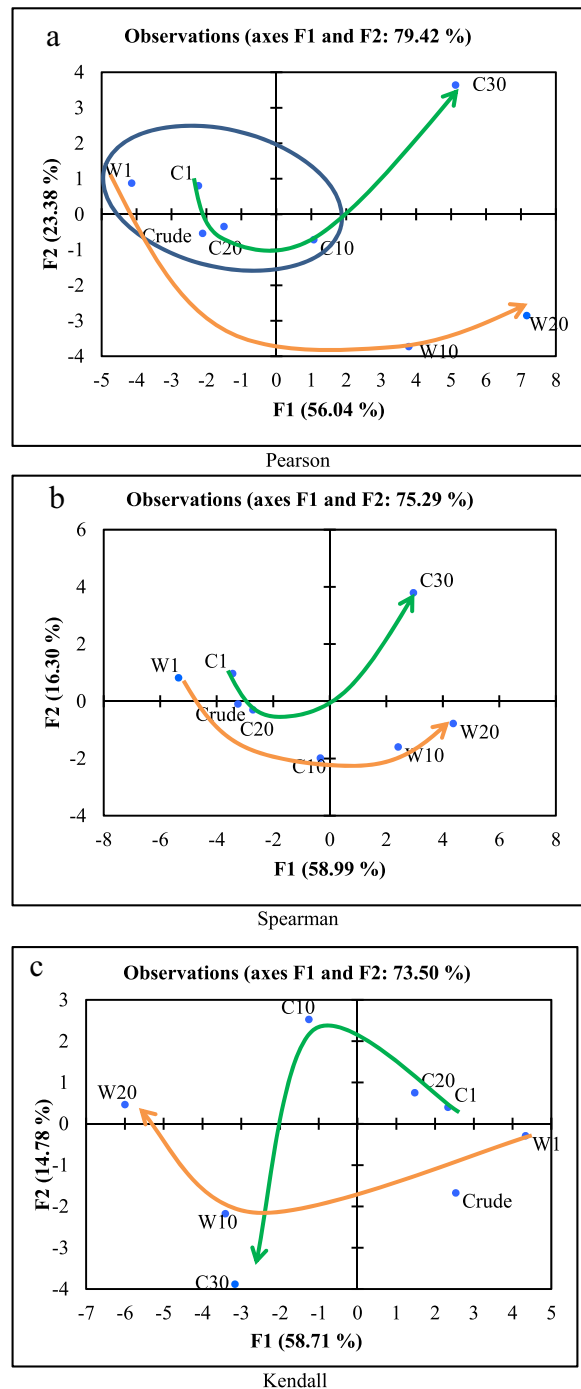 a
Observations (axes F1 and F2: 79.42 %)
4
C30
3
2
W1
C1
1
0
Crude
C20
C10
-1
-2
-3
W10
W20
-4
-5 -4 -3 -2 -1 0 1 2 3 4 5 6 7 8
F2 (23.38 %)
F1 (56.04 %)
Pearson
b
Observations (axes F1 and F2: 75.29 %)
6
4
C30
2
W1
C1
0
Crude
C20
C10
W10
W20
-2
-4
-8 -6 -4 -2 0 2 4 6 8
F2 (16.30 %)
F1 (58.99 %)
Spearman
c
Observations (axes F1 and F2: 73.50 %)
3
C10
2
1
W20
C20
C1
0
W1
-1
Crude
-2
W10
-3
C30
-4
-7 -6 -5 -4 -3 -2 -1 0 1 2 3 4 5
F2 (14.78 %)
F1 (58.71 %)
Kendall